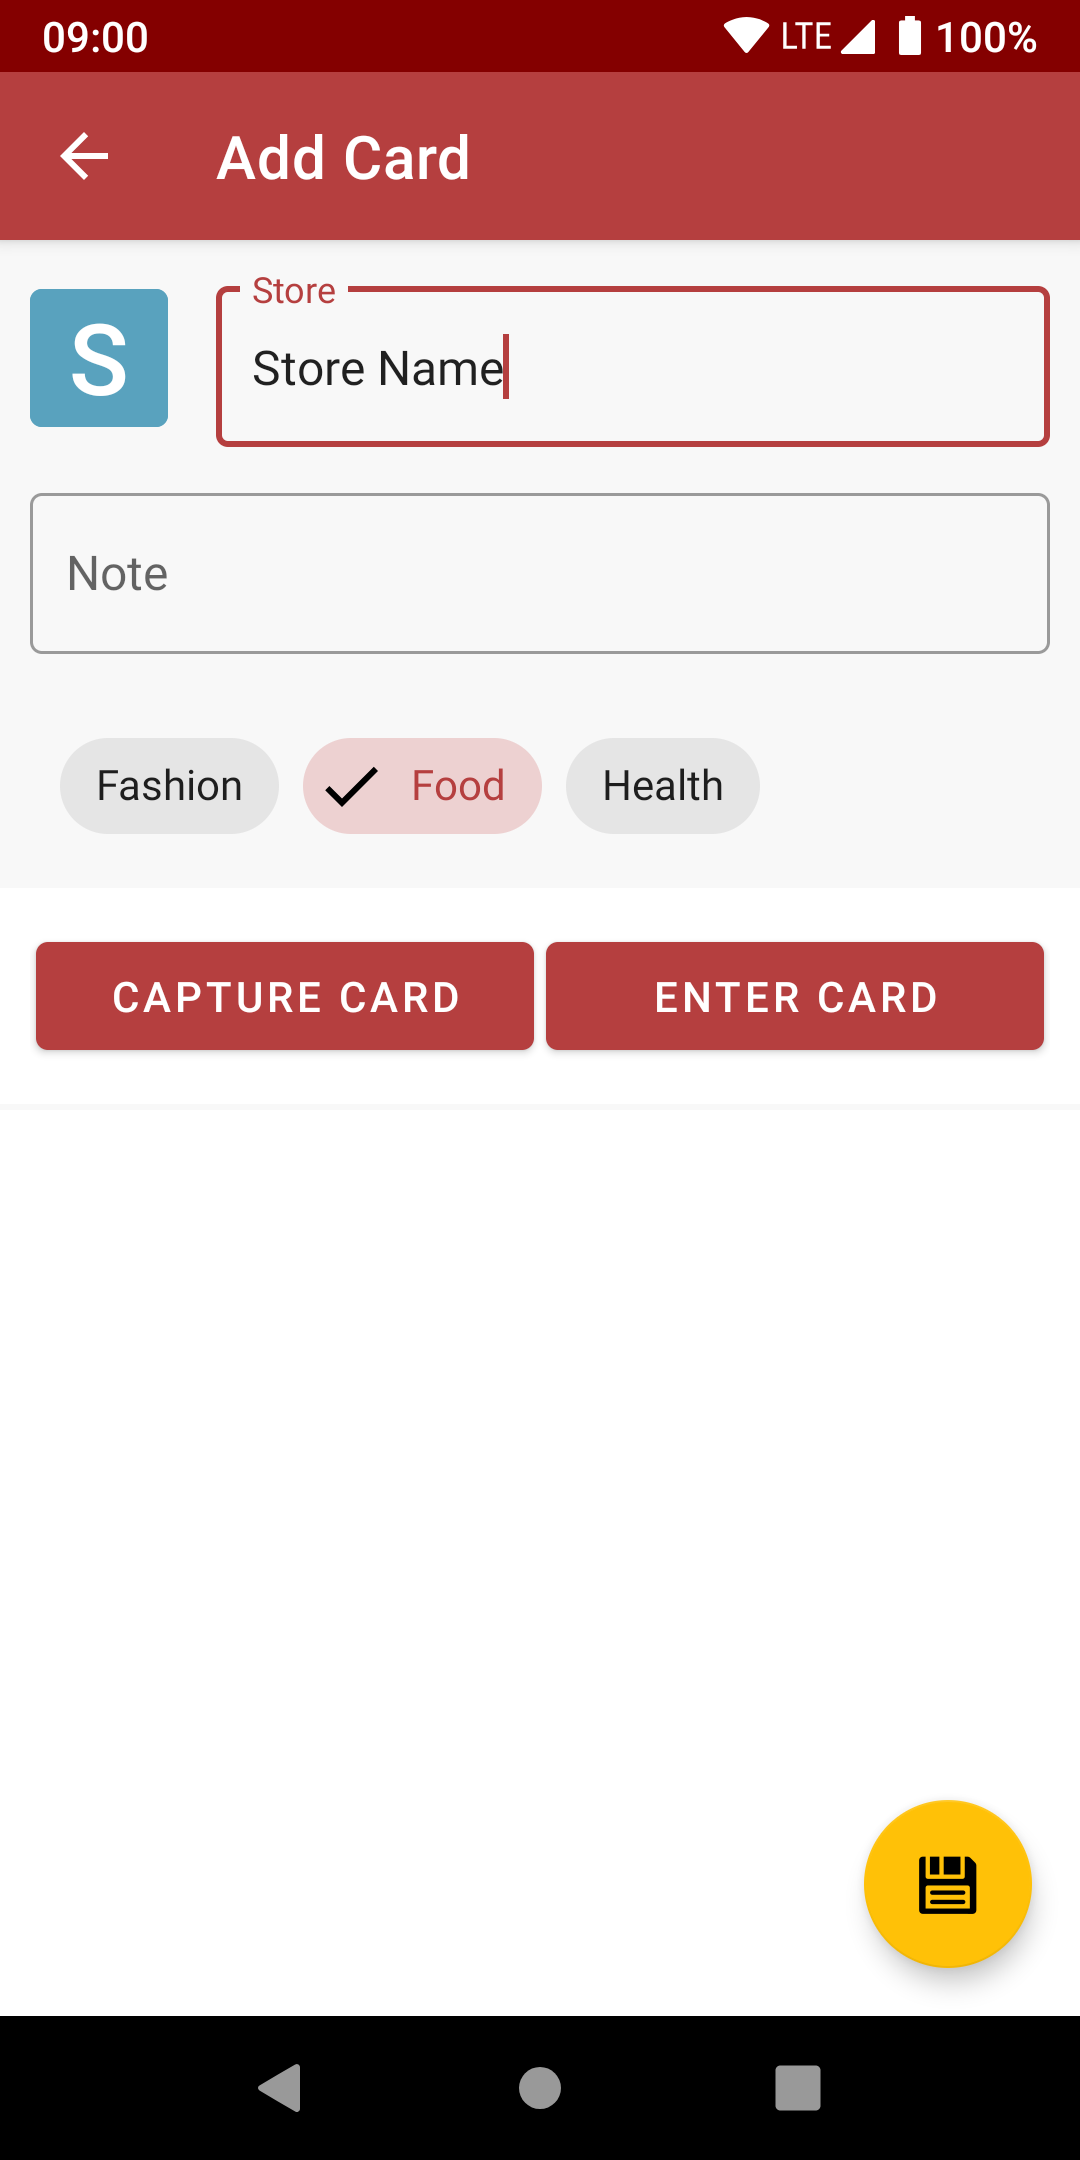 09:00 LTE 100%
Add Card
Store
S Store Name
Note
Fashion Food Health
CAPTURE CARD ENTER CARD